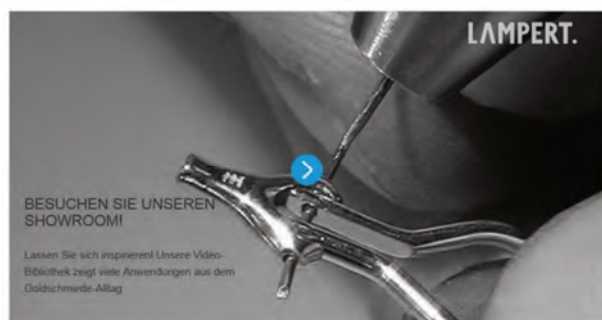 LAMPERT.
BESUCHEN SIE UNSEREN
SHOWROOM!
Lassen Sie sich inspirieren! Unsere Video-
Bibliothek zeigt viele Anwendungen aus dem
Goldschmiede-Alltag